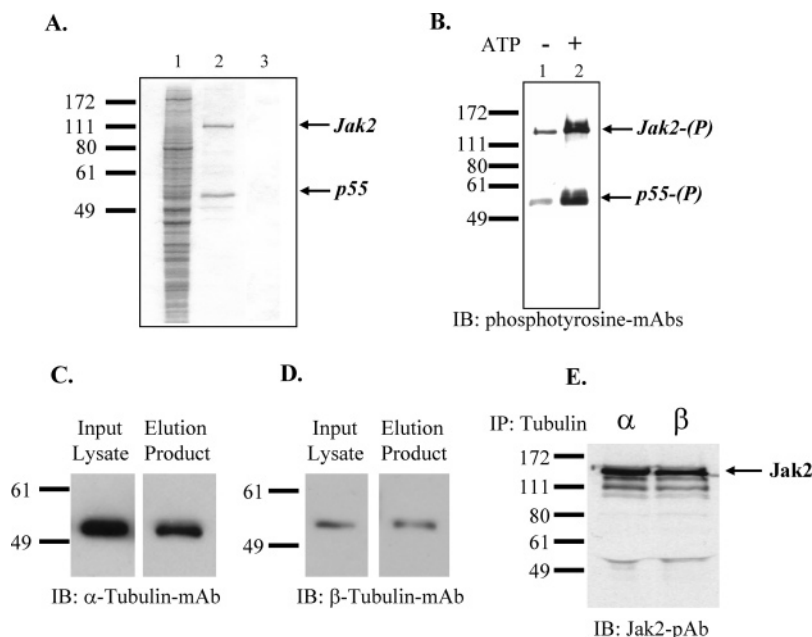 A.
1 2 3
172
111
80
61
49
Jak2
p55
B.
ATP - +
1 2
172
111
80
61
49
Jak2-(P)
p55-(P)
IB: phosphotyrosine-mAbs
C.
Input Lysate
Elution Product
61
49
IB: α-Tubulin-mAb
D.
Input Lysate
Elution Product
61
49
IB: β-Tubulin-mAb
E.
IP: Tubulin α β
172
111
80
61
49
Jak2
IB: Jak2-pAb